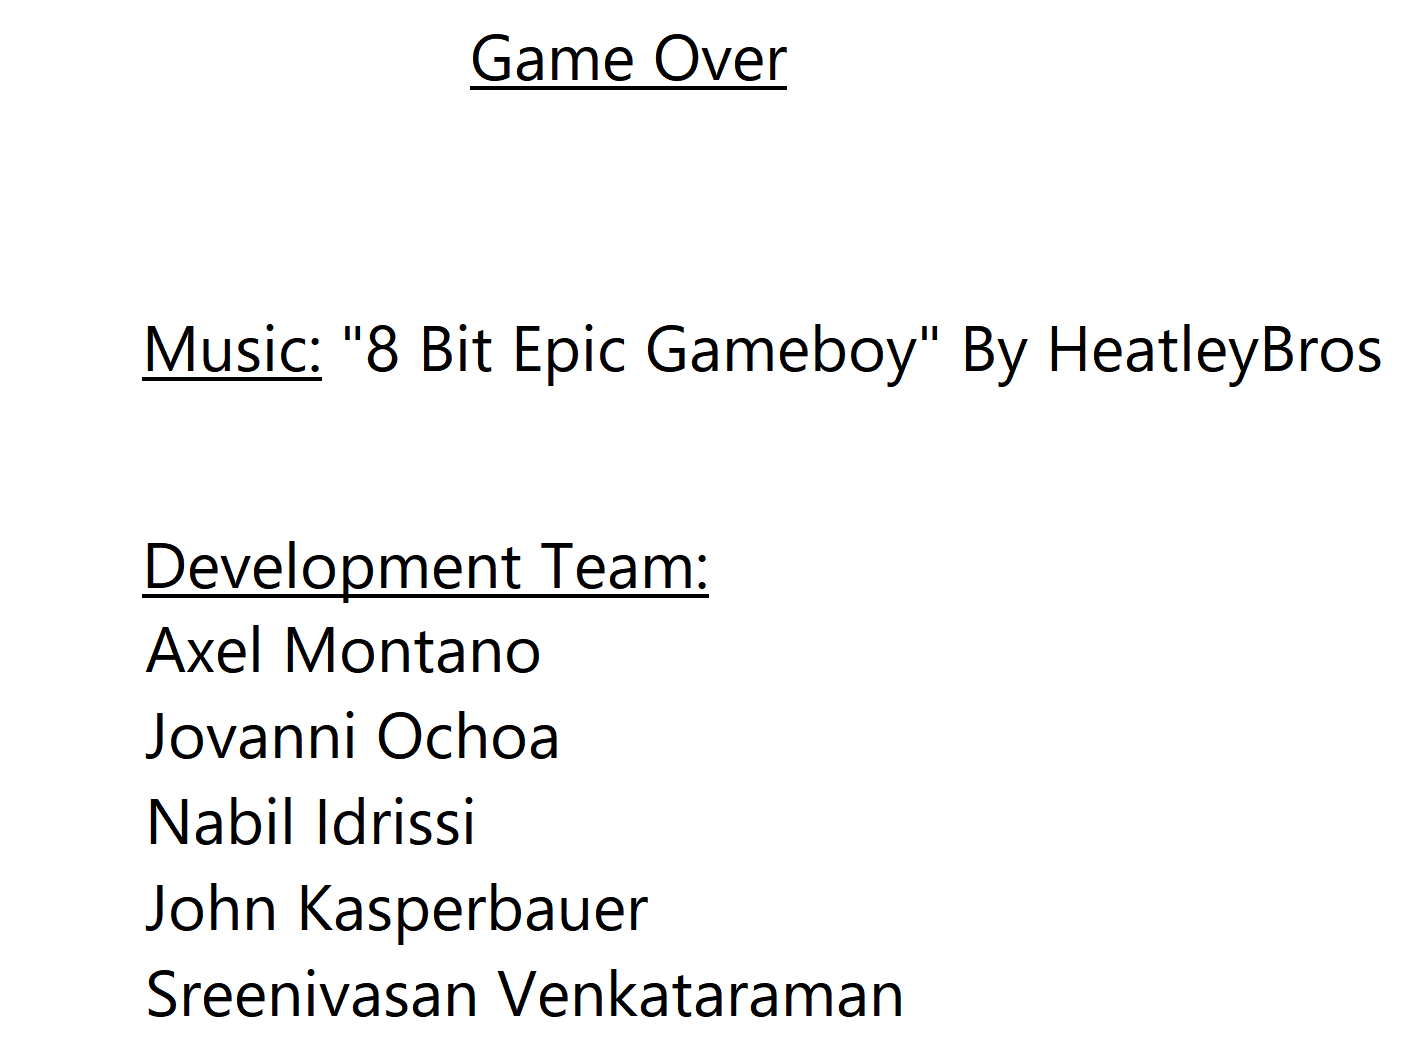 Game Over
Music: "8 Bit Epic Gameboy" By HeatleyBros
Development Team:
Axel Montano
Jovanni Ochoa
Nabil Idrissi
John Kasperbauer
Sreenivasan Venkataraman